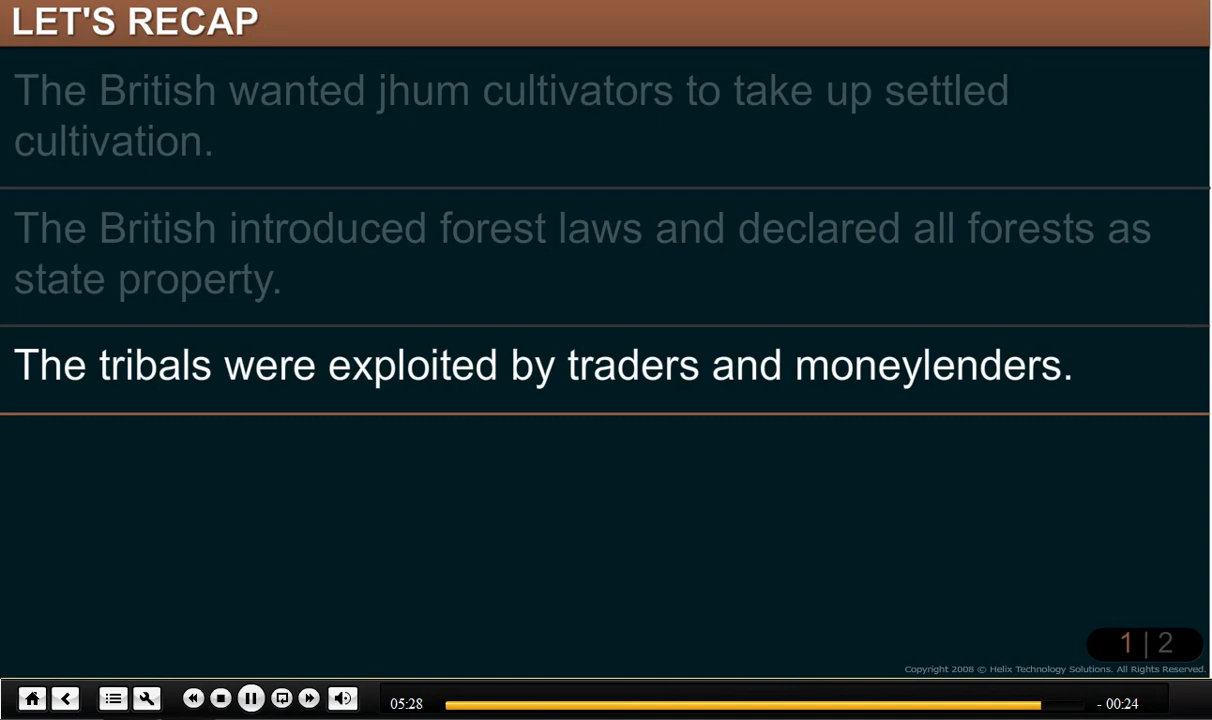 LET'S RECAP
The British wanted jhum cultivators to take up settled
cultivation.
The British introduced forest laws and declared all forests as
state property.
The tribals were exploited by traders and moneylenders.
1 | 2
Copyright 2008 © Helix Technology Solutions. All Rights Reserved.
05:28 - 00:24